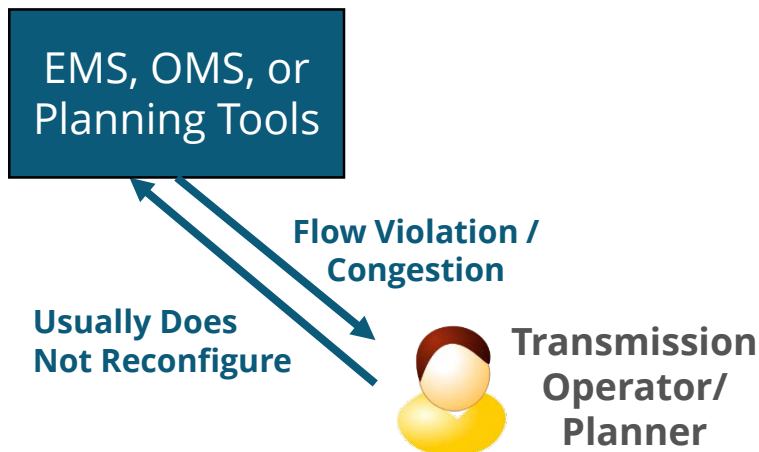 EMS, OMS, or
Planning Tools
Flow Violation /
Congestion
Usually Does
Not Reconfigure
Transmission
Operator/
Planner